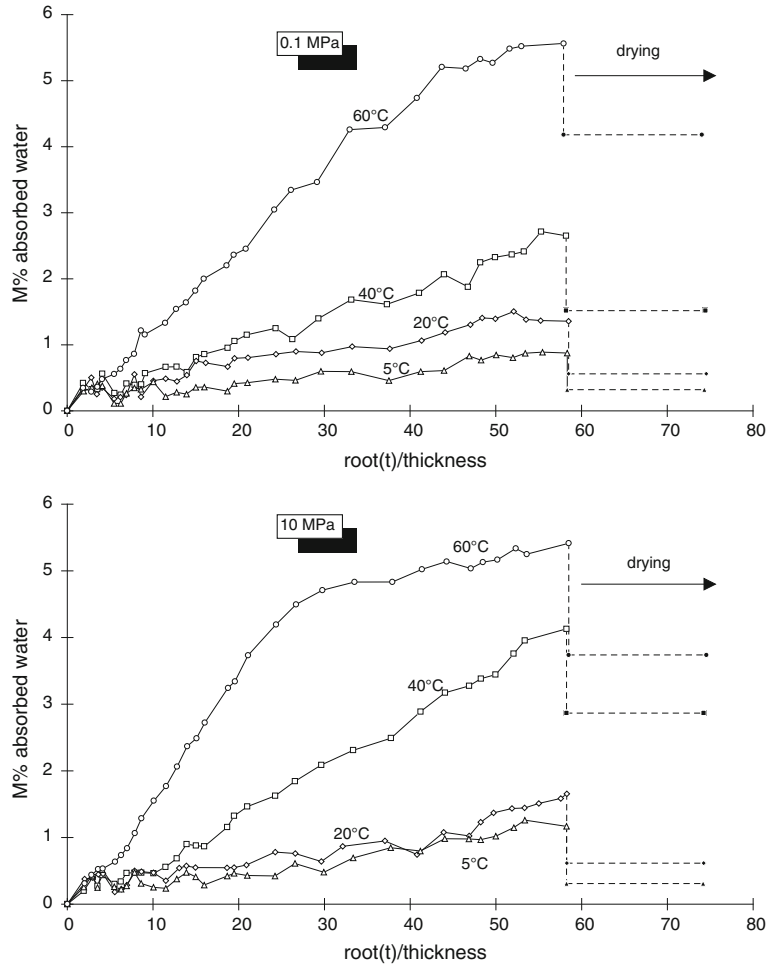 6
0.1 MPa
drying
5
60°C
4
M% absorbed water
3
40°C
2
20°C
1
5°C
0
0 10 20 30 40 50 60 70 80
root(t)/thickness
6
10 MPa
60°C
drying
5
4
M% absorbed water
40°C
3
2
20°C
1
5°C
0
0 10 20 30 40 50 60 70 80
root(t)/thickness